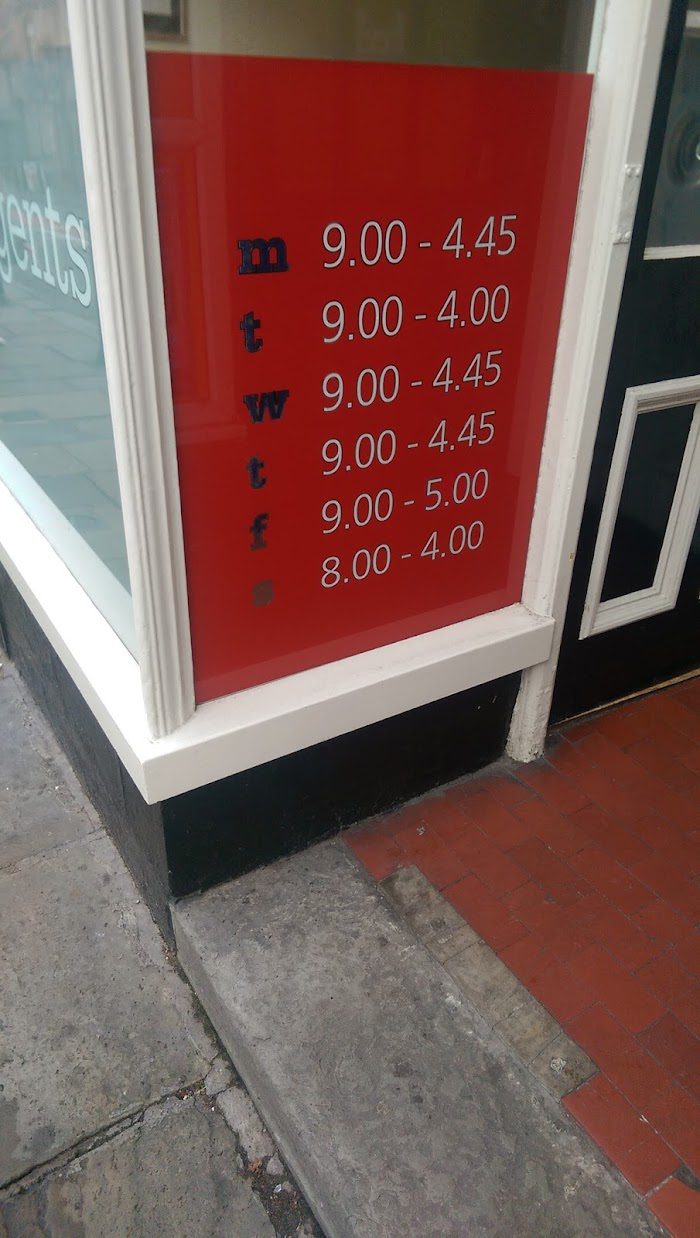 gents
m 9.00 - 4.45
t 9.00 - 4.00
w 9.00 - 4.45
t 9.00 - 4.45
f 9.00 - 5.00
s 8.00 - 4.00